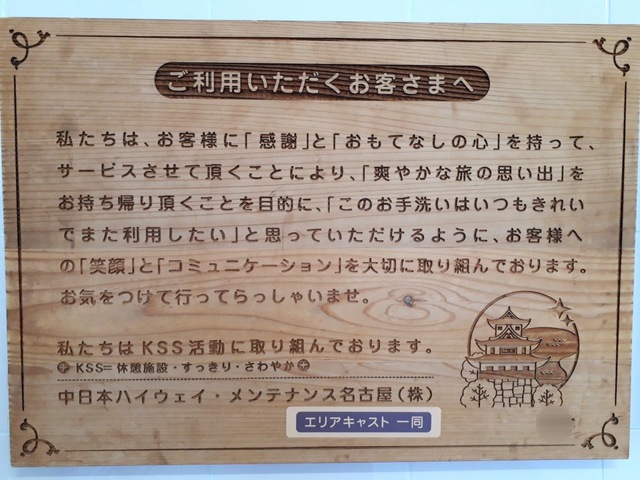 ご利用いただくお客さまへ
私たちは、お客様に「感謝」と「おもてなしの心」を持って、
サービスさせて頂くことにより、「爽やかな旅の思い出」を
お持ち帰り頂くことを目的に、「このお手洗いはいつもきれい
でまた利用したい」と思っていただけるように、お客様へ
の「笑顔」と「コミュニケーション」を大切に取り組んでおります。
お気をつけて行ってらっしゃいませ。
私たちはKSS活動に取り組んでおります。
KSS=休憩施設・すっきり・さわやか
中日本ハイウェイ・メンテナンス名古屋(株)
エリアキャスト 一同